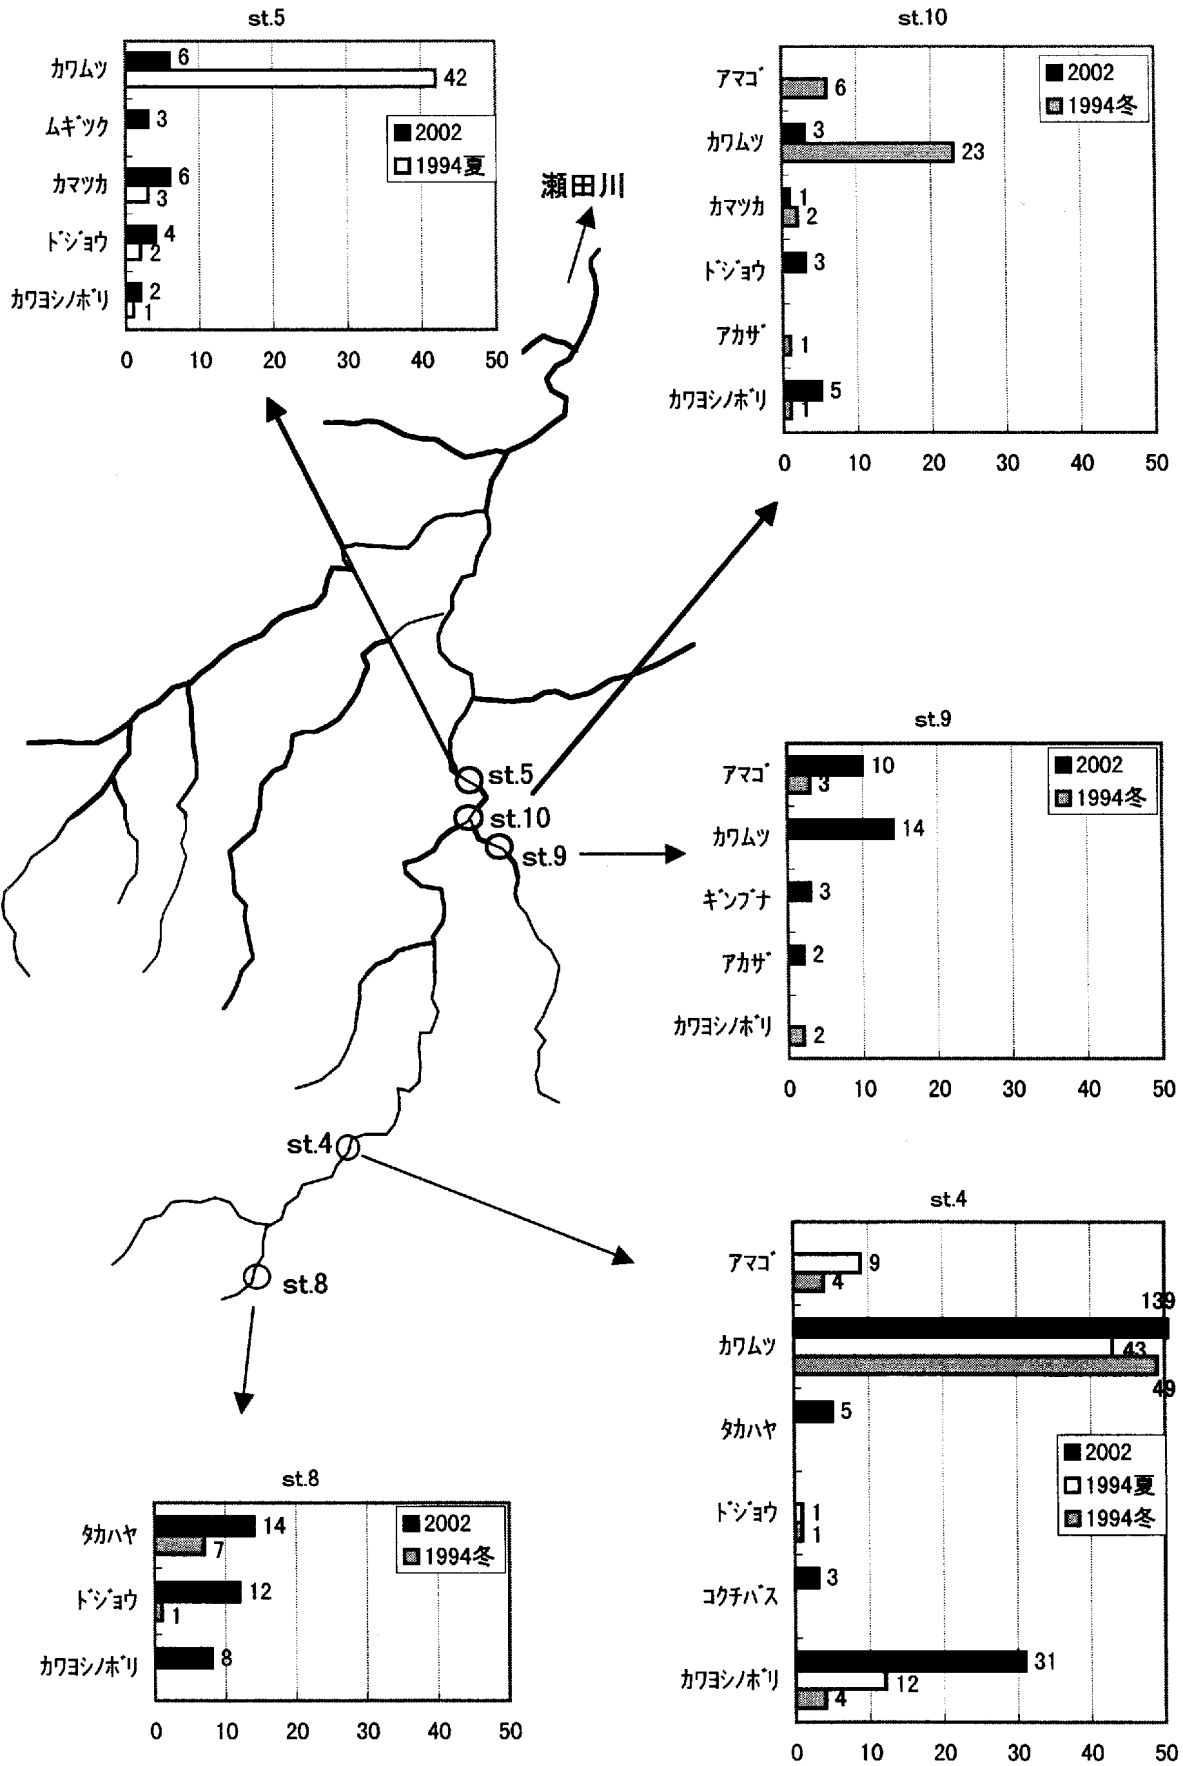 st.5
カワムツ 6
42
ムギツク 3
カマツカ 6
3
ドジョウ 4
2
カワヨシノボリ 2
1
2002
1994夏
0 10 20 30 40 50
st.10
アマゴ 6
カワムツ 3
23
カマツカ 1
2
ドジョウ 3
アカザ 1
カワヨシノボリ 5
1
2002
1994冬
0 10 20 30 40 50
瀬田川
st.5
st.10
st.9
st.4
st.8
st.9
アマゴ 10
3
カワムツ 14
ギンブナ 3
アカザ 2
カワヨシノボリ 2
2002
1994冬
0 10 20 30 40 50
st.4
アマゴ 9
4
139
カワムツ 43
49
タカハヤ 5
ドジョウ 1
1
コクチバス 3
カワヨシノボリ 31
12
4
2002
1994夏
1994冬
0 10 20 30 40 50
st.8
タカハヤ 14
7
ドジョウ 12
1
カワヨシノボリ 8
2002
1994冬
0 10 20 30 40 50